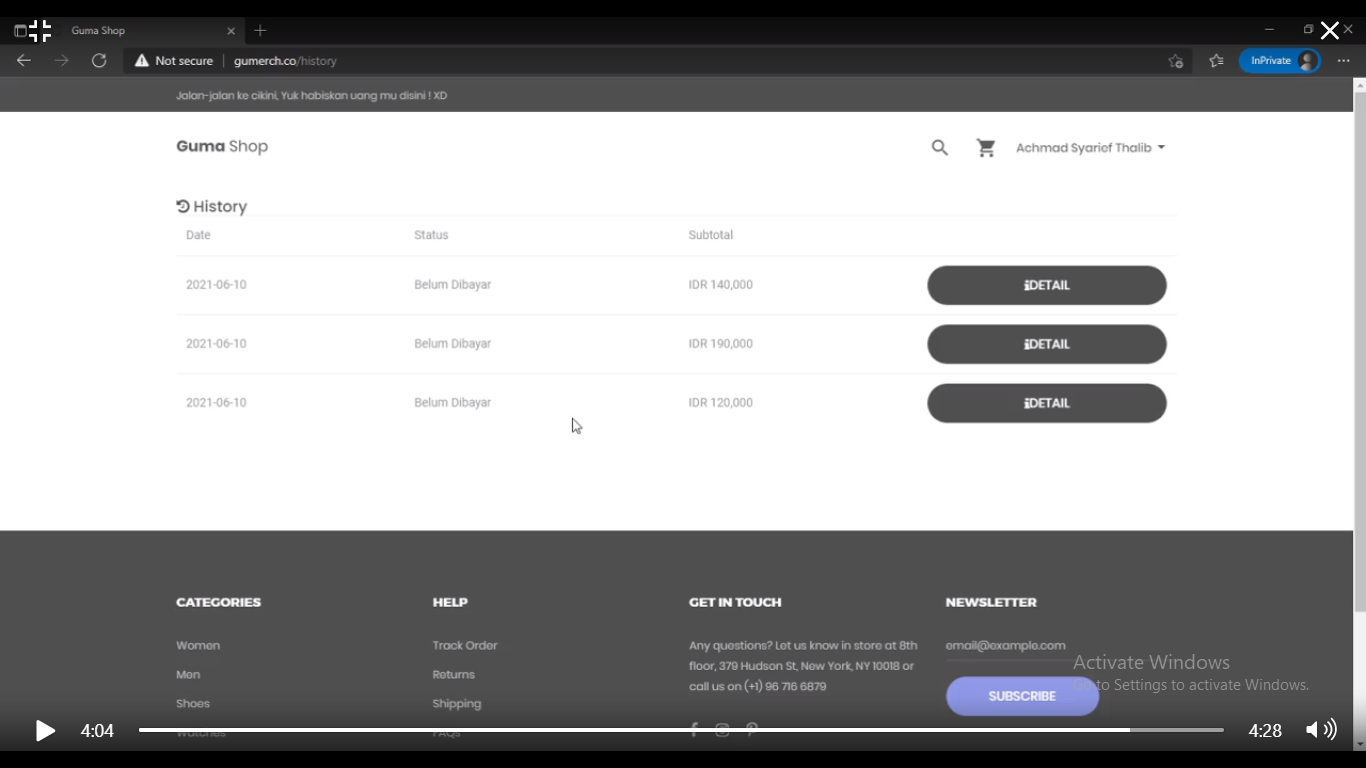 Guma Shop
Not secure
gumerch.co/history
InPrivate
Jalan-jalan ke cikini, Yuk habiskan uang mu disini ! XD
Guma Shop
Achmad Syarief Thalib
History
Date Status Subtotal
2021-06-10 Belum Dibayar IDR 140,000 DETAIL
2021-06-10 Belum Dibayar IDR 190,000 DETAIL
2021-06-10 Belum Dibayar IDR 120,000 DETAIL
CATEGORIES HELP GET IN TOUCH NEWSLETTER
Women
Men
Shoes
Watches
Track Order
Returns
Shipping
FAQs
Any questions? Let us know in store at 8th
floor, 379 Hudson St, New York, NY 10018 or
call us on (+1) 96 716 6879
email@example.com
SUBSCRIBE
Activate Windows
Go to Settings to activate Windows.
4:04
4:28